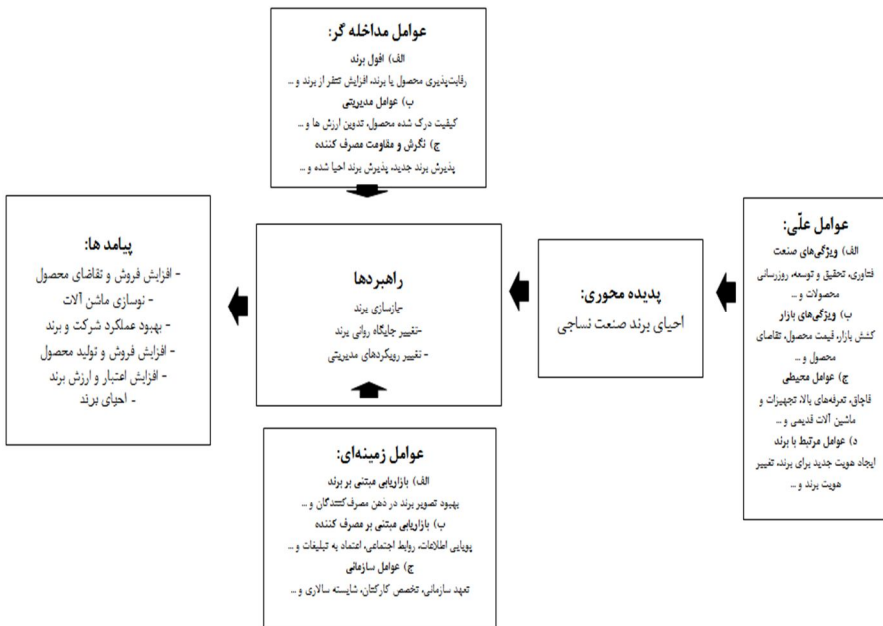 عوامل مداخله گر:
الف) افول برند
رقابت‌پذیری محصول یا برند، افزایش تنفر از برند و ...
ب) عوامل مدیریتی
کیفیت درک شده محصول، تدوین ارزش ها و ...
ج) نگرش و مقاومت مصرف کننده
پذیرش برند جدید، پذیرش برند احیا شده و ...
عوامل علّی:
الف) ویژگی‌های صنعت
فناوری، تحقیق و توسعه، روزرسانی
محصولات و ...
ب) ویژگی‌های بازار
کشش بازار، قیمت محصول، تقاضای
محصول و ...
ج) عوامل محیطی
قاچاق، تعرفه‌های بالا، تجهیزات و
ماشین آلات قدیمی و ...
د) عوامل مرتبط با برند
ایجاد هویت جدید برای برند، تغییر
هویت برند و ...
پدیده محوری:
احیای برند صنعت نساجی
راهبردها
-بازسازی برند
-تغییر جایگاه روانی برند
- تغییر رویکردهای مدیریتی
پیامد ها:
- افزایش فروش و تقاضای محصول
- نوسازی ماشن آلات
- بهبود عملکرد شرکت و برند
- افزایش فروش و تولید محصول
- افزایش اعتبار و ارزش برند
- احیای برند
عوامل زمینه‌ای:
الف) بازاریابی مبتنی بر برند
بهبود تصویر برند در ذهن مصرف‌کنندگان و ...
ب) بازاریابی مبتنی بر مصرف کننده
پویایی اطلاعات، روابط اجتماعی، اعتماد به تبلیغات و ...
ج) عوامل سازمانی
تعهد سازمانی، تخصص کارکنان، شایسته سالاری و ...